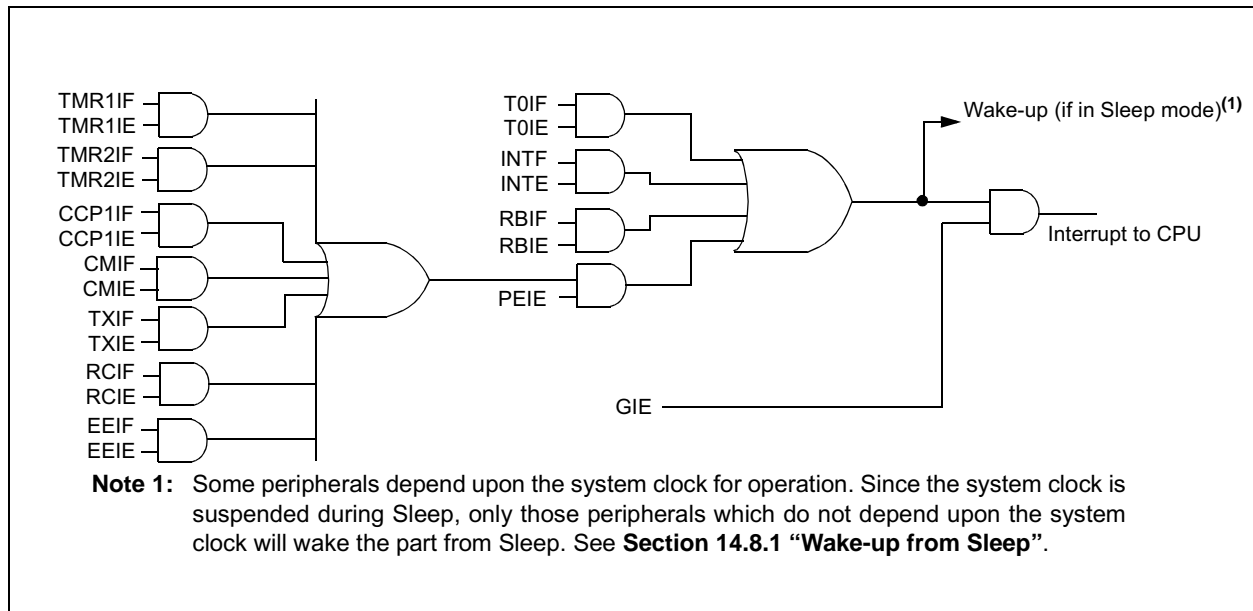 TMR1IF
TMR1IE
TMR2IF
TMR2IE
CCP1IF
CCP1IE
CMIF
CMIE
TXIF
TXIE
RCIF
RCIE
EEIF
EEIE
T0IF
T0IE
INTF
INTE
RBIF
RBIE
PEIE
GIE
Wake-up (if in Sleep mode)(1)
Interrupt to CPU
Note 1: Some peripherals depend upon the system clock for operation. Since the system clock is
suspended during Sleep, only those peripherals which do not depend upon the system
clock will wake the part from Sleep. See Section 14.8.1 “Wake-up from Sleep”.